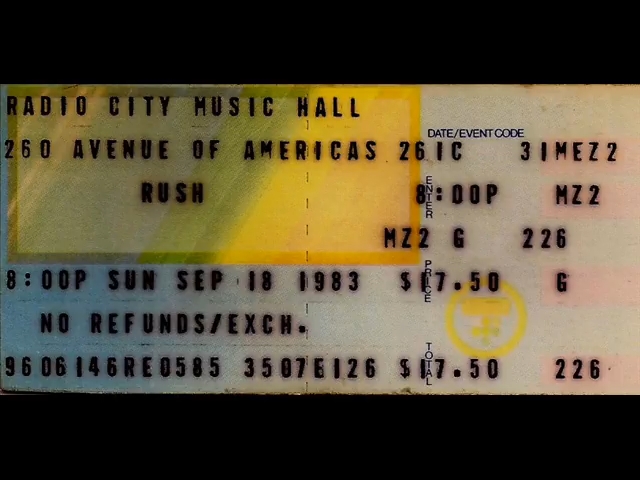 RADIO CITY MUSIC HALL
DATE/EVENT CODE
260 AVENUE OF AMERICAS 26IC 31MEZ2
RUSH ENTER 8:00P MZ2
MZ2 G 226
8:00P SUN SEP 18 1983 PRICE $17.50 G
NO REFUNDS/EXCH.
9606146RE0585 3507E126 TOTAL $17.50 226